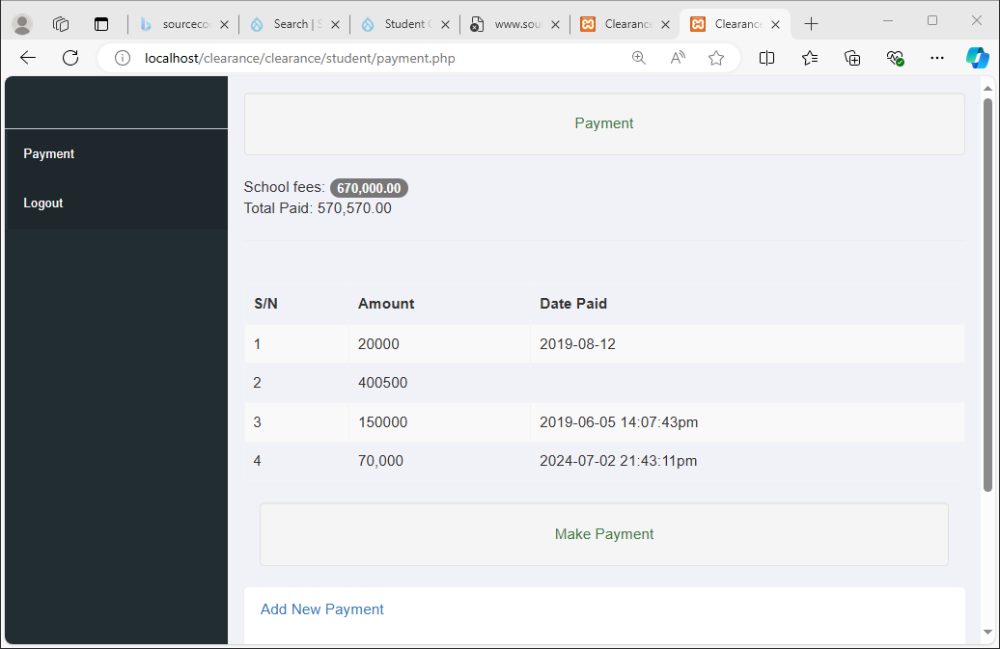 sourceco
Search | S
Student C
www.sou
Clearance
Clearance
localhost/clearance/clearance/student/payment.php
Payment
Logout
Payment
School fees: 670,000.00
Total Paid: 570,570.00
S/N Amount Date Paid
1 20000 2019-08-12
2 400500
3 150000 2019-06-05 14:07:43pm
4 70,000 2024-07-02 21:43:11pm
Make Payment
Add New Payment